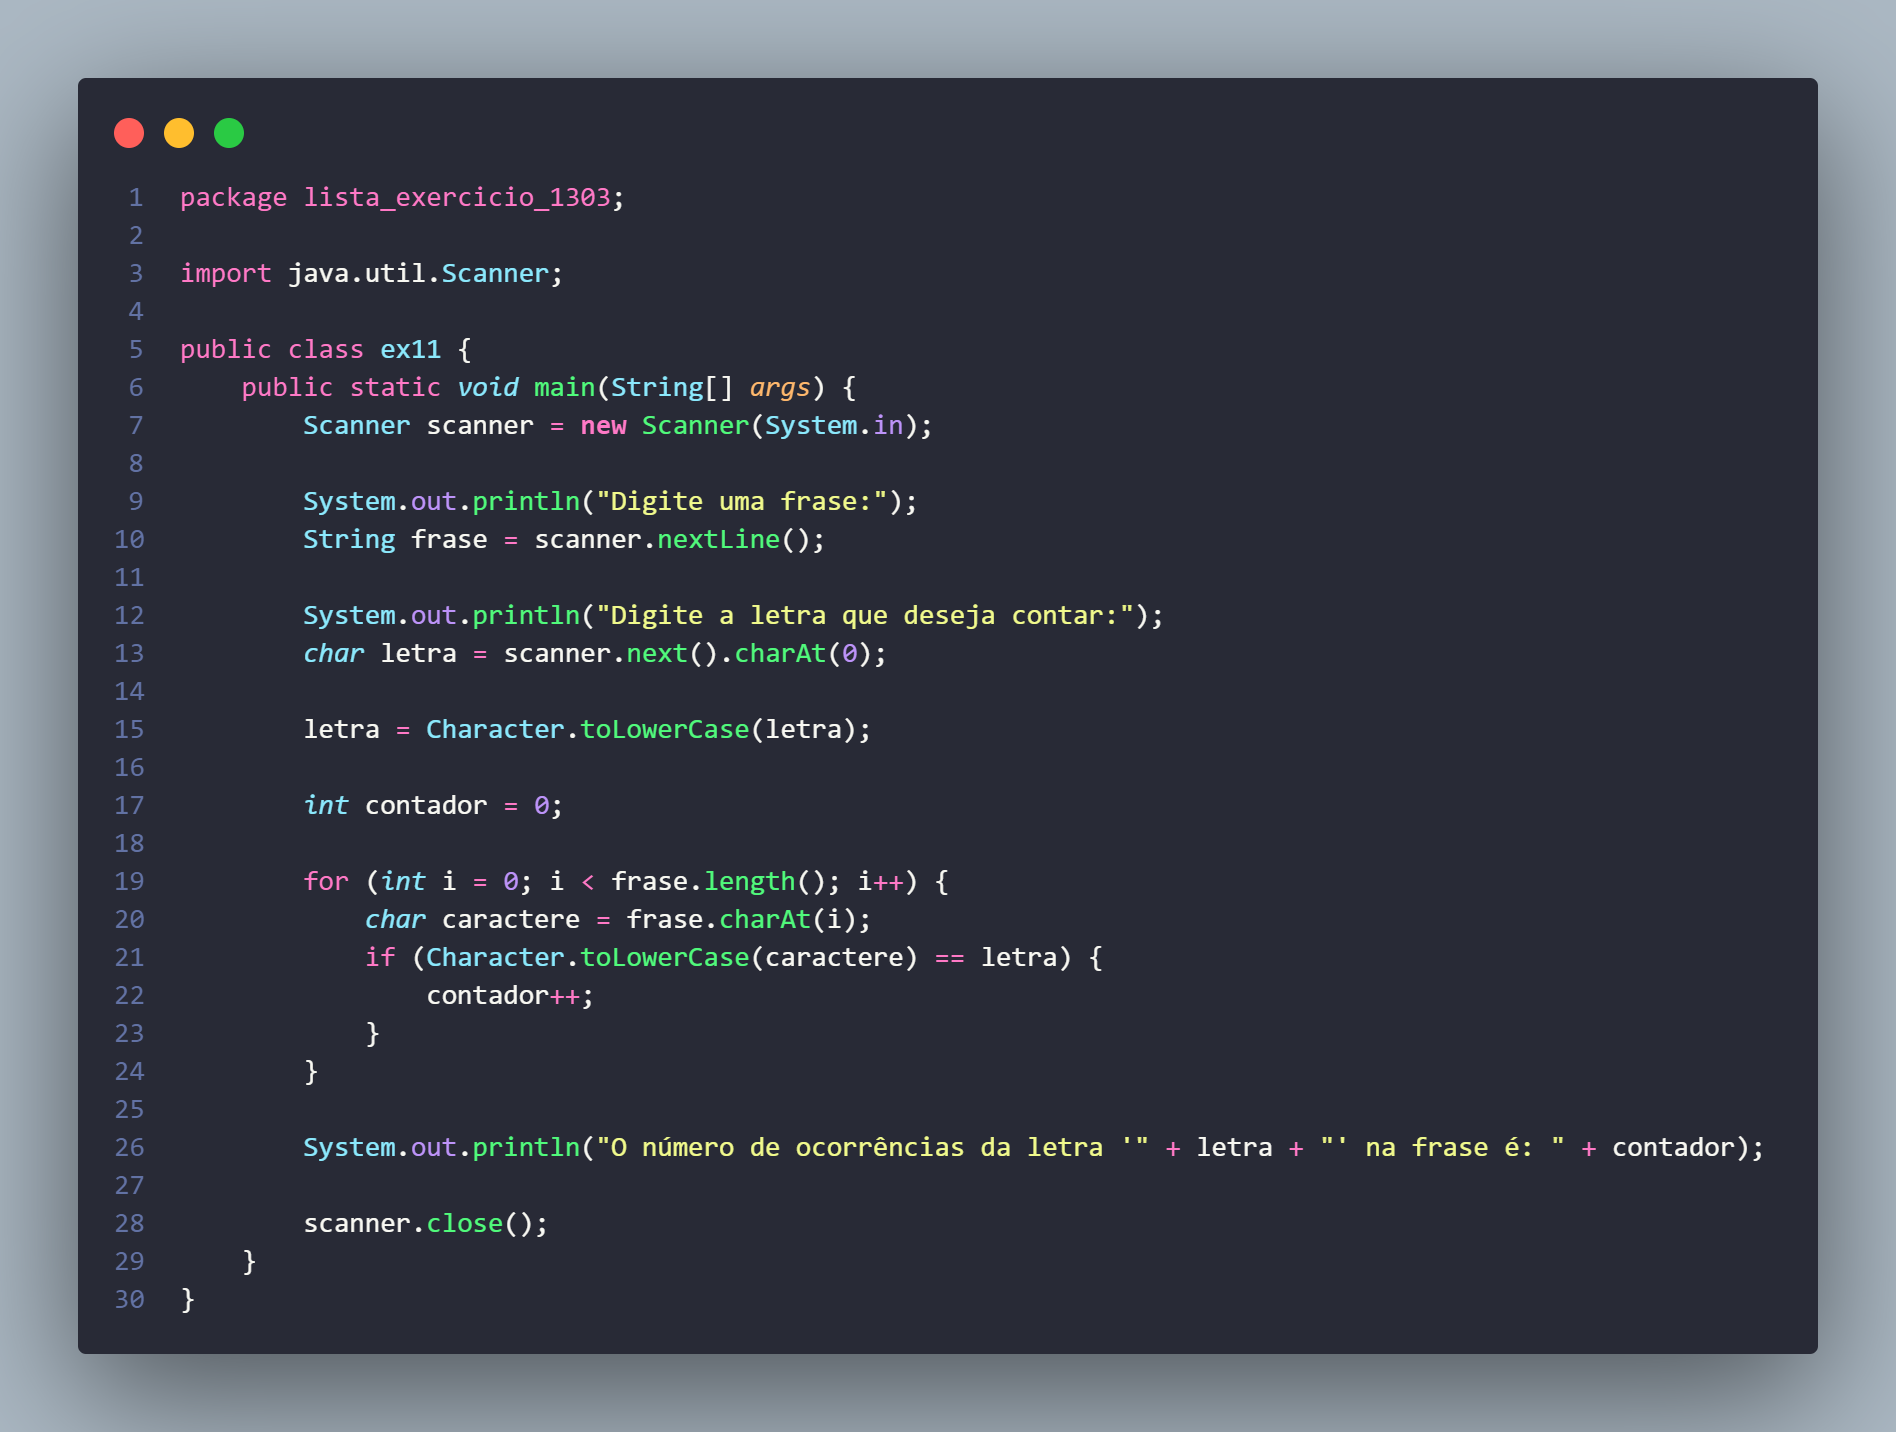 1 package lista_exercicio_1303;
2
3 import java.util.Scanner;
4
5 public class ex11 {
6     public static void main(String[] args) {
7         Scanner scanner = new Scanner(System.in);
8
9         System.out.println("Digite uma frase:");
10         String frase = scanner.nextLine();
11
12         System.out.println("Digite a letra que deseja contar:");
13         char letra = scanner.next().charAt(0);
14
15         letra = Character.toLowerCase(letra);
16
17         int contador = 0;
18
19         for (int i = 0; i < frase.length(); i++) {
20             char caractere = frase.charAt(i);
21             if (Character.toLowerCase(caractere) == letra) {
22                 contador++;
23             }
24         }
25
26         System.out.println("O número de ocorrências da letra '" + letra + "' na frase é: " + contador);
27
28         scanner.close();
29     }
30 }